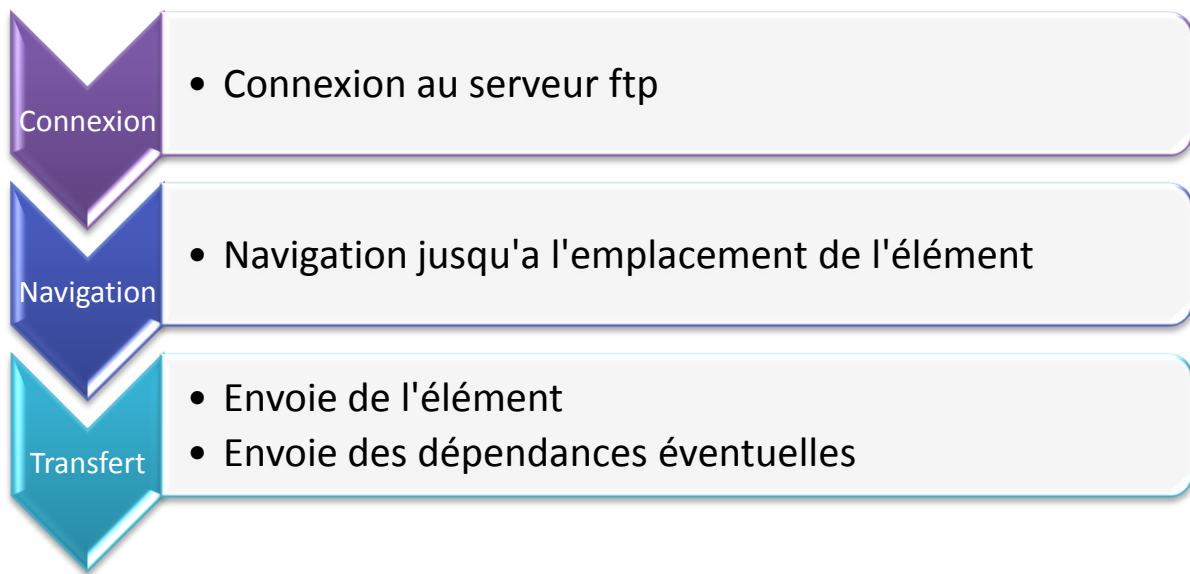 Connexion
• Connexion au serveur ftp
Navigation
• Navigation jusqu'a l'emplacement de l'élément
Transfert
• Envoie de l'élément
• Envoie des dépendances éventuelles